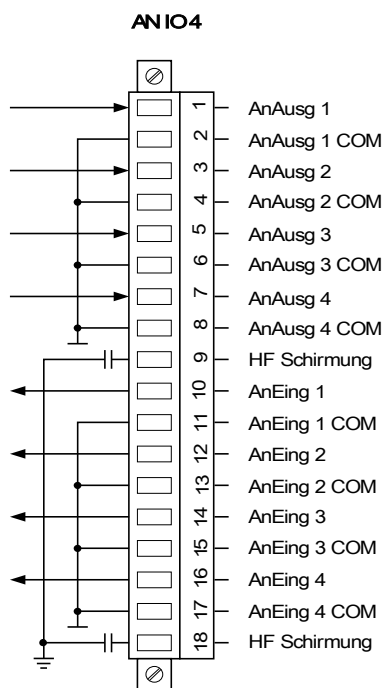 ANIO4
1 AnAusg 1
2 AnAusg 1 COM
3 AnAusg 2
4 AnAusg 2 COM
5 AnAusg 3
6 AnAusg 3 COM
7 AnAusg 4
8 AnAusg 4 COM
9 HF Schirmung
10 AnEing 1
11 AnEing 1 COM
12 AnEing 2
13 AnEing 2 COM
14 AnEing 3
15 AnEing 3 COM
16 AnEing 4
17 AnEing 4 COM
18 HF Schirmung